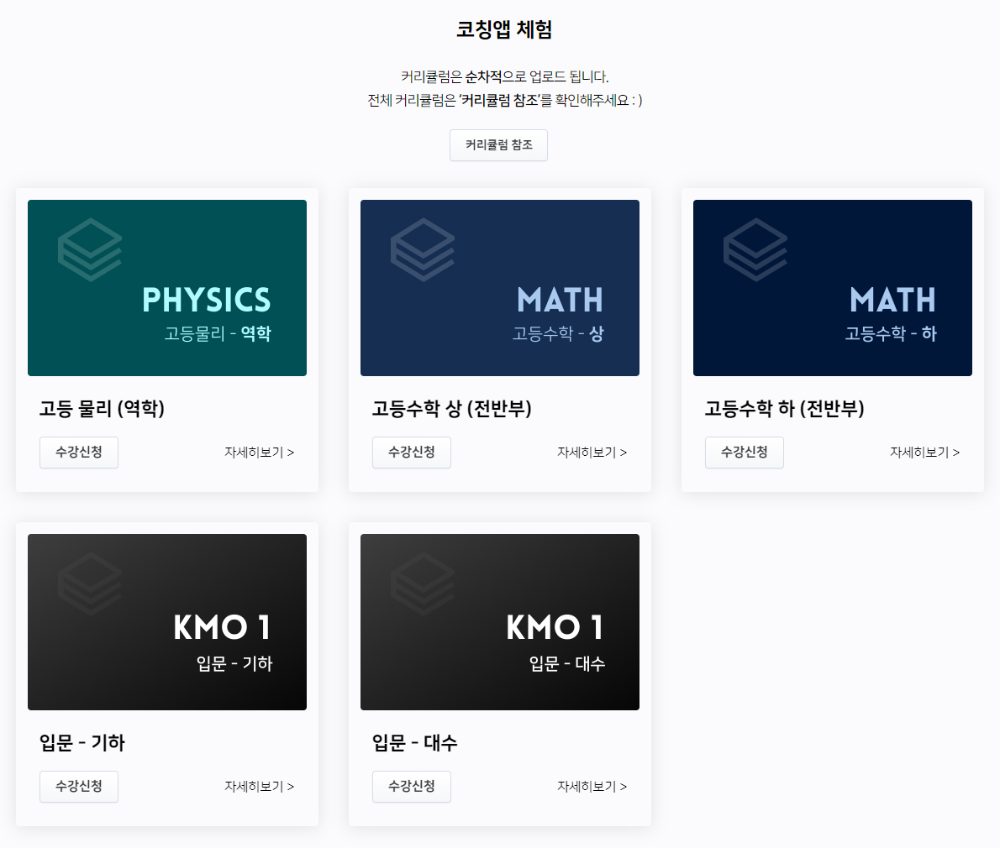 코칭앱 체험
커리큘럼은 순차적으로 업로드 됩니다.
전체 커리큘럼은 '커리큘럼 참조'를 확인해주세요 : )
커리큘럼 참조
PHYSICS
고등물리 - 역학
고등 물리 (역학)
수강신청
자세히보기 >
MATH
고등수학 - 상
고등수학 상 (전반부)
수강신청
자세히보기 >
MATH
고등수학 - 하
고등수학 하 (전반부)
수강신청
자세히보기 >
KMO 1
입문 - 기하
입문 - 기하
수강신청
자세히보기 >
KMO 1
입문 - 대수
입문 - 대수
수강신청
자세히보기 >